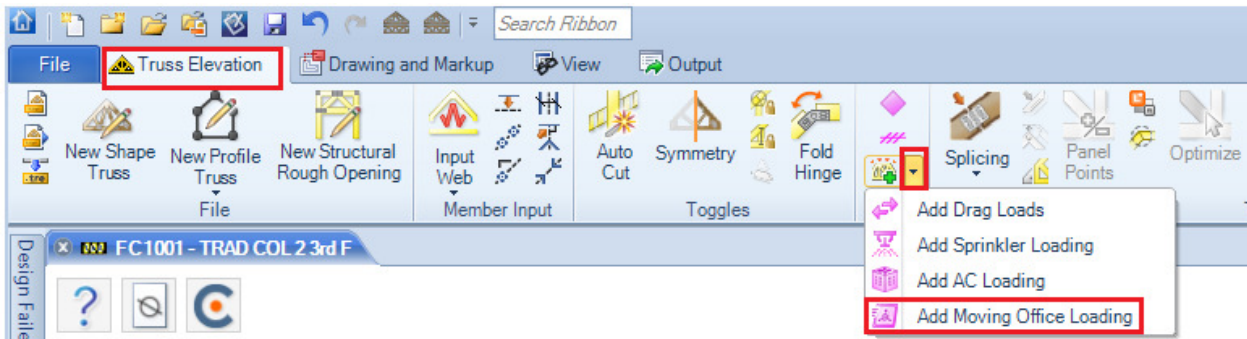 Search Ribbon
File Truss Elevation Drawing and Markup View Output
New Shape Truss
New Profile Truss
New Structural Rough Opening
Input Web
Auto Cut
Symmetry
Fold Hinge
Splicing
Panel Points
Optimize
File Member Input Toggles
Add Drag Loads
Add Sprinkler Loading
Add AC Loading
Add Moving Office Loading
FC1001 - TRAD COL 2 3rd F
Design Faile
.tre